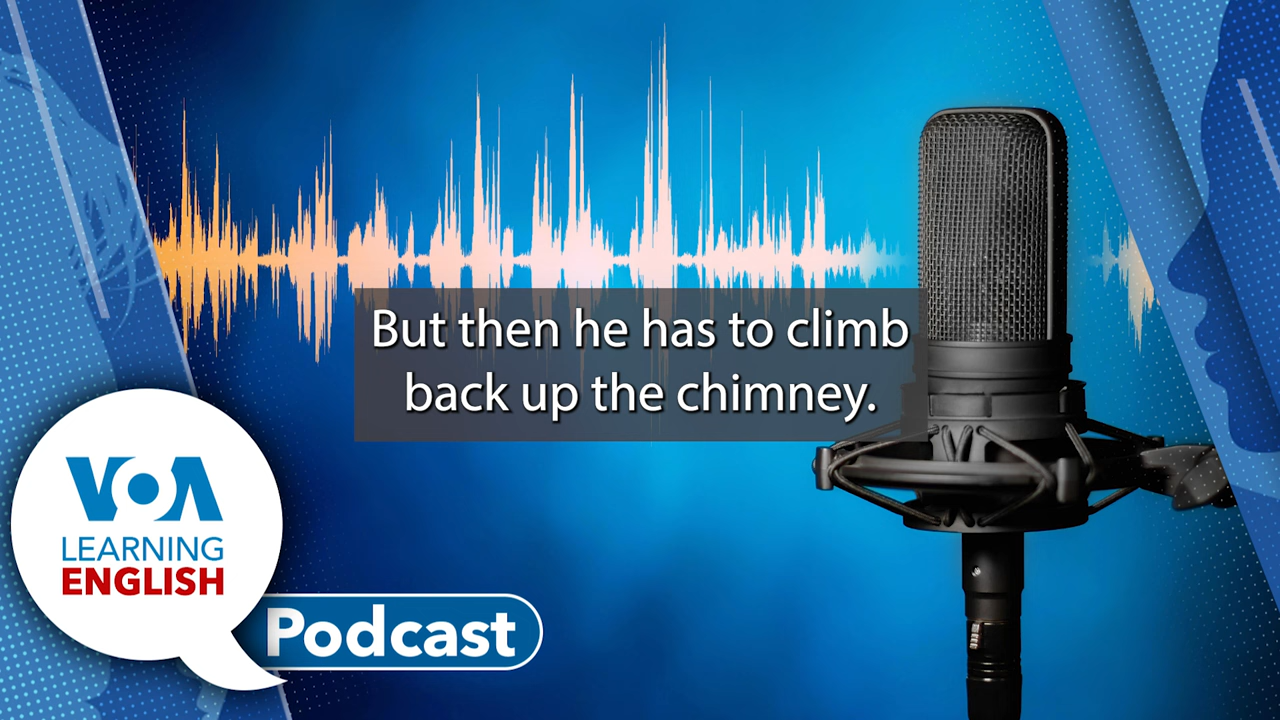 But then he has to climb
back up the chimney.
VOA
LEARNING
ENGLISH
Podcast